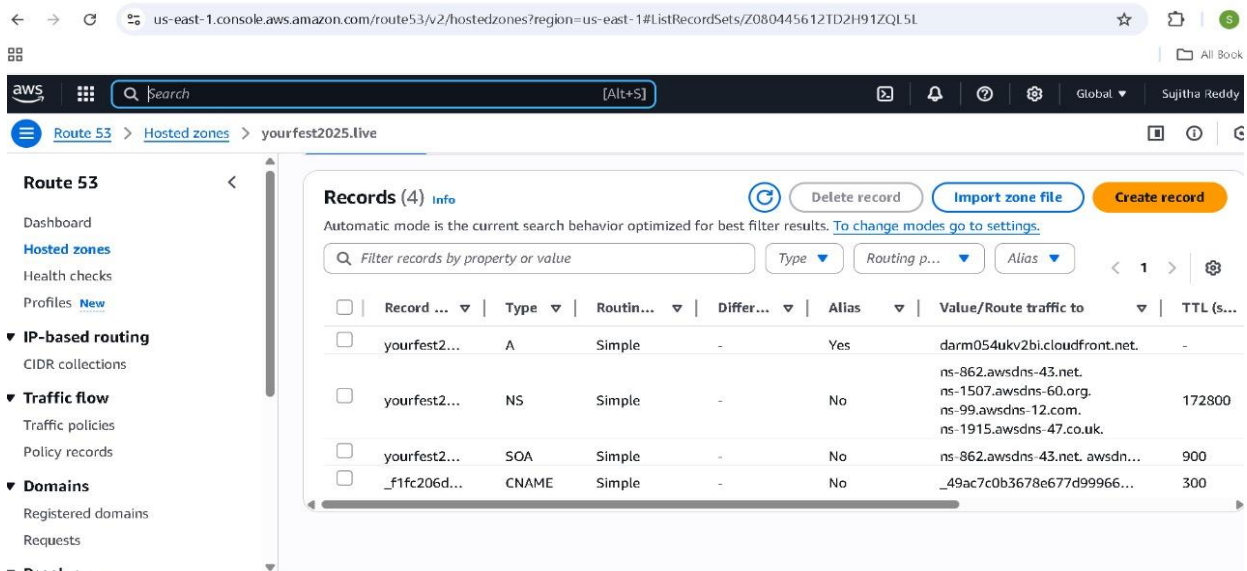 us-east-1.console.aws.amazon.com/route53/v2/hostedzones?region=us-east-1#ListRecordSets/Z080445612TD2H91ZQL5L
S
All Book
aws Search [Alt+S] Global ▼ Sujitha Reddy
Route 53 > Hosted zones > yourfest2025.live
Route 53
Dashboard
Hosted zones
Health checks
Profiles New
IP-based routing
CIDR collections
Traffic flow
Traffic policies
Policy records
Domains
Registered domains
Requests
Records (4) Info
Delete record
Import zone file
Create record
Automatic mode is the current search behavior optimized for best filter results. To change modes go to settings.
Filter records by property or value
Type Routing p... Alias
1
Record ... Type Routin... Differ... Alias Value/Route traffic to TTL (s...
yourfest2... A Simple - Yes darm054ukv2bi.cloudfront.net. -
ns-862.awsdns-43.net.
ns-1507.awsdns-60.org.
yourfest2... NS Simple - No 172800
ns-99.awsdns-12.com.
ns-1915.awsdns-47.co.uk.
yourfest2... SOA Simple - No ns-862.awsdns-43.net. awsdn... 900
_f1fc206d... CNAME Simple - No _49ac7c0b3678e677d99966... 300